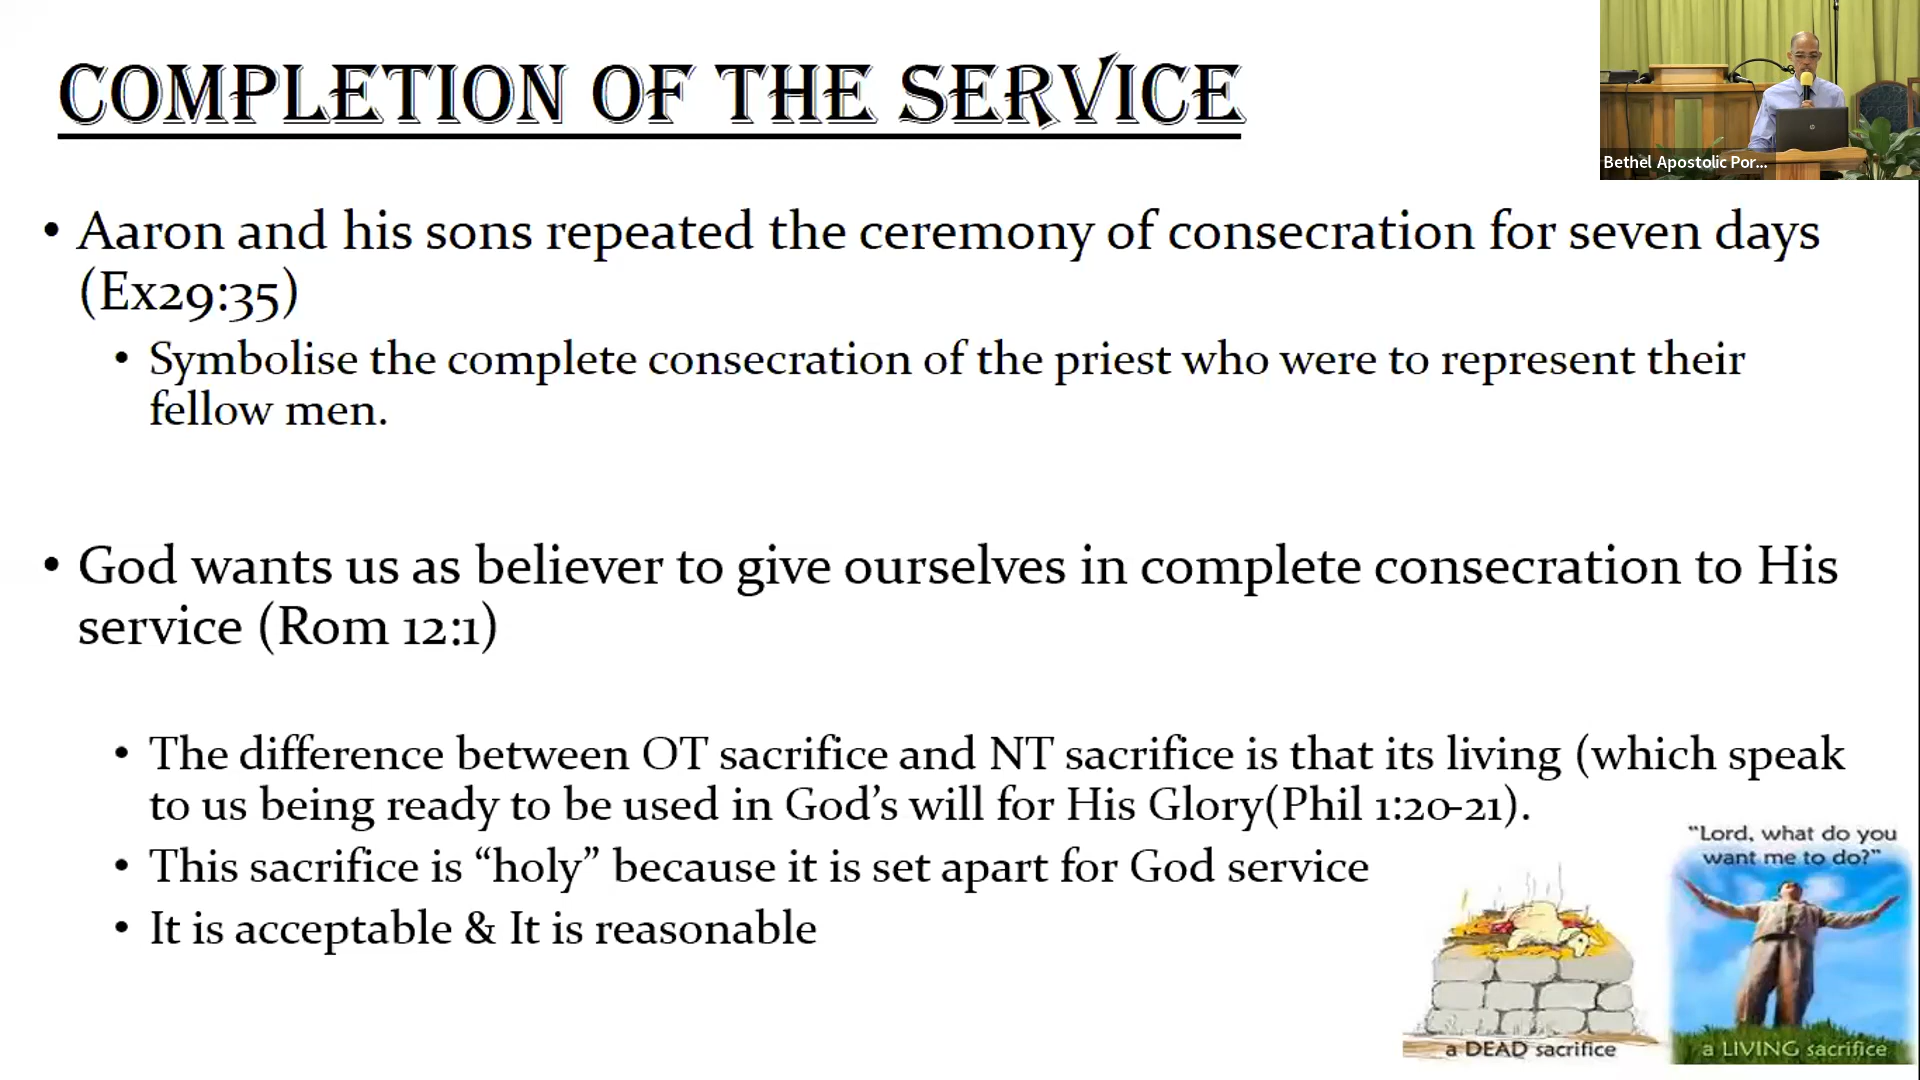 COMPLETION OF THE SERVICE
Bethel Apostolic Por...
• Aaron and his sons repeated the ceremony of consecration for seven days
(Ex29:35)
• Symbolise the complete consecration of the priest who were to represent their
fellow men.
• God wants us as believer to give ourselves in complete consecration to His
service (Rom 12:1)
• The difference between OT sacrifice and NT sacrifice is that its living (which speak
to us being ready to be used in God’s will for His Glory(Phil 1:20-21).
• This sacrifice is “holy” because it is set apart for God service
• It is acceptable & It is reasonable
"Lord, what do you
want me to do?"
a DEAD sacrifice
a LIVING sacrifice